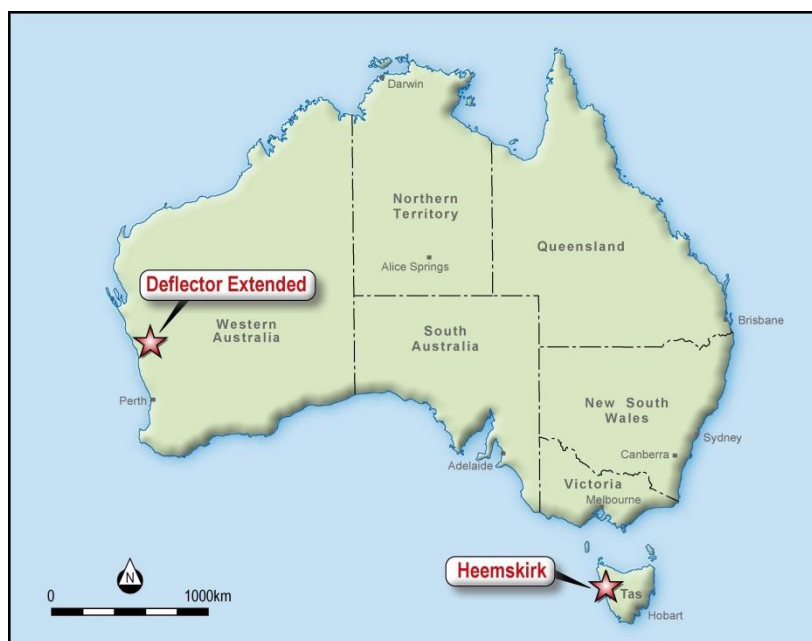 Darwin
Northern
Territory
Queensland
Alice Springs
Deflector Extended
Western
Australia
South
Australia
Brisbane
New South
Wales
Perth
Sydney
Canberra
Adelaide
Victoria
Melbourne
N
0 1000km
Heemskirk
Tas
Hobart